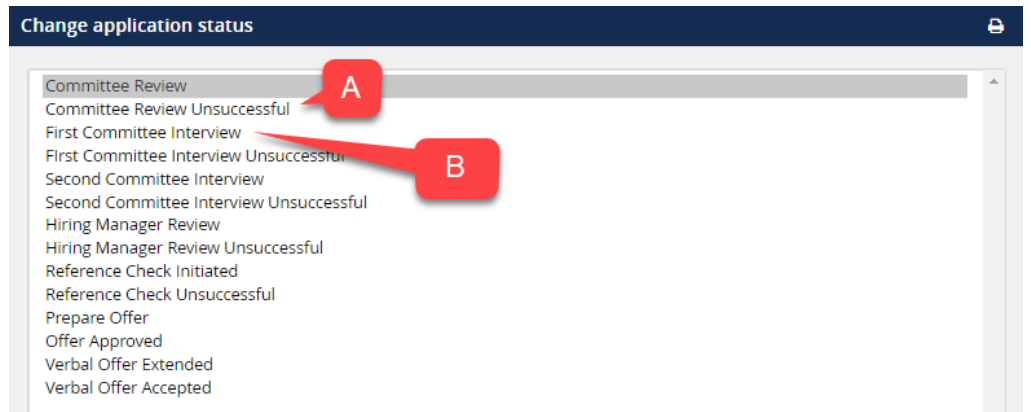 Change application status
Committee Review
A
Committee Review Unsuccessful
First Committee Interview
FIrst Committee Interview Unsuccessful
B
Second Committee Interview
Second Committee Interview Unsuccessful
Hiring Manager Review
Hiring Manager Review Unsuccessful
Reference Check Initiated
Reference Check Unsuccessful
Prepare Offer
Offer Approved
Verbal Offer Extended
Verbal Offer Accepted